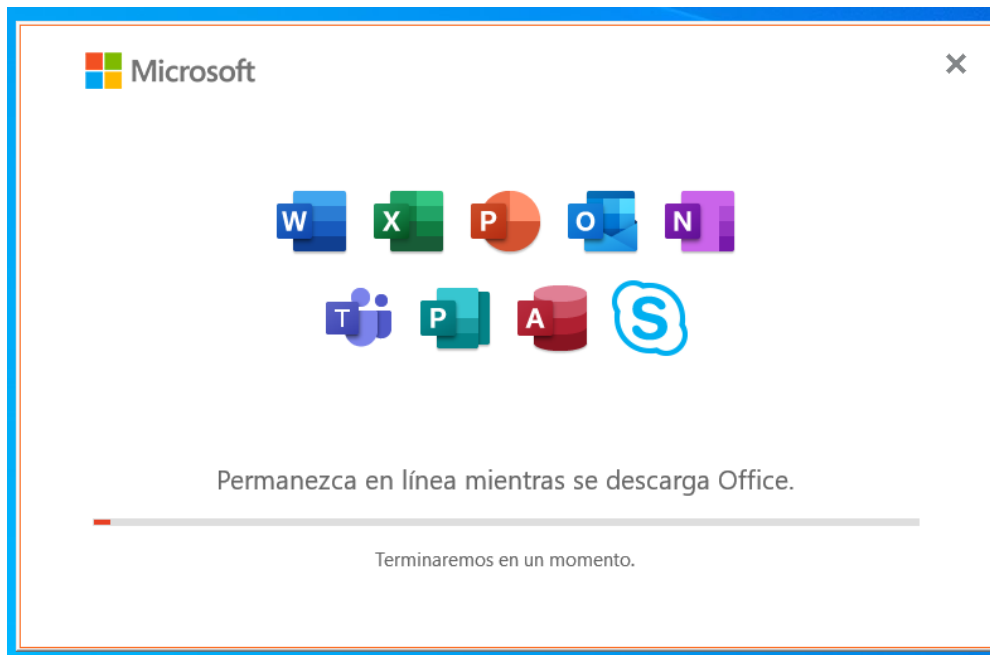 Microsoft
W X P O N
T P A S
Permanezca en línea mientras se descarga Office.
Terminaremos en un momento.